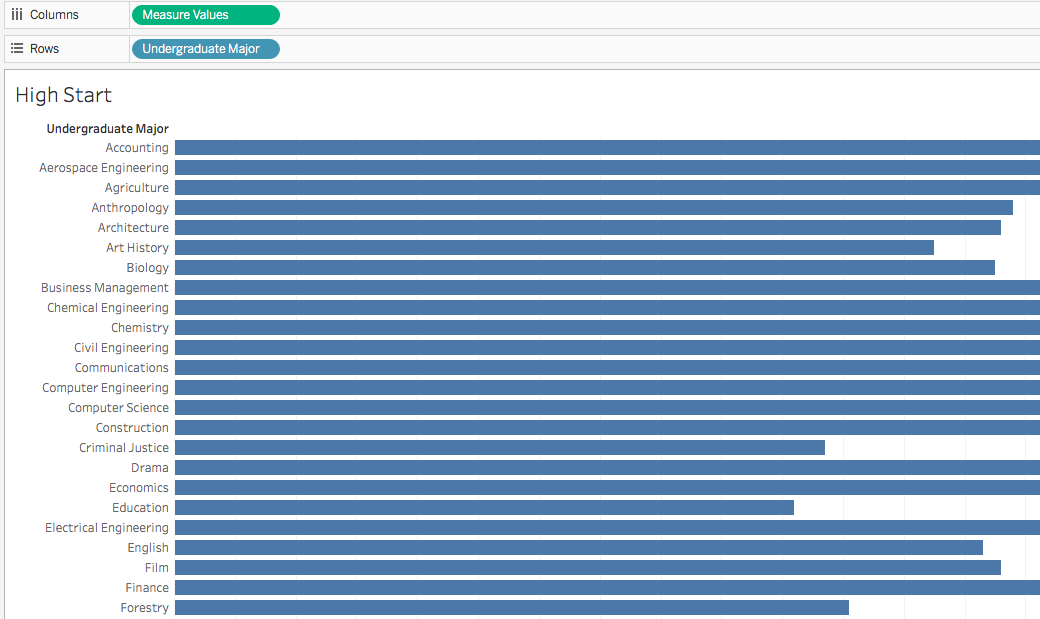 Columns
Measure Values
Rows
Undergraduate Major
High Start
Undergraduate Major
Accounting
Aerospace Engineering
Agriculture
Anthropology
Architecture
Art History
Biology
Business Management
Chemical Engineering
Chemistry
Civil Engineering
Communications
Computer Engineering
Computer Science
Construction
Criminal Justice
Drama
Economics
Education
Electrical Engineering
English
Film
Finance
Forestry